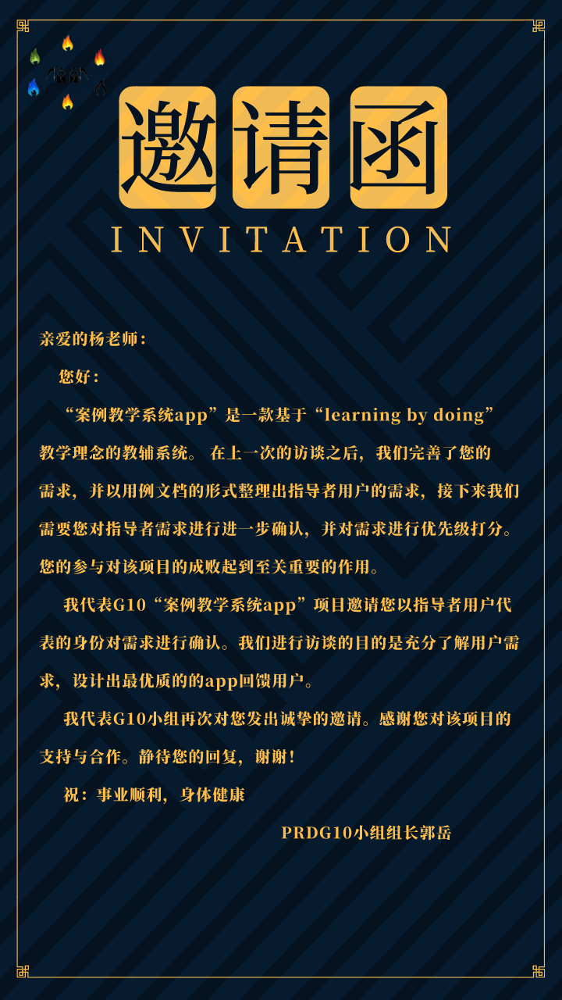 邀请函
INVITATION
亲爱的杨老师：
您好：
“案例教学系统app”是一款基于“learning by doing”
教学理念的教辅系统。 在上一次的访谈之后，我们完善了您的
需求，并以用例文档的形式整理出指导者用户的需求，接下来我们
需要您对指导者需求进行进一步确认，并对需求进行优先级打分。
您的参与对该项目的成败起到至关重要的作用。
我代表G10“案例教学系统app”项目邀请您以指导者用户代
表的身份对需求进行确认。我们进行访谈的目的是充分了解用户需
求，设计出最优质的的app回馈用户。
我代表G10小组再次对您发出诚挚的邀请。感谢您对该项目的
支持与合作。静待您的回复，谢谢！
祝：事业顺利，身体健康
PRDG10小组组长郭岳